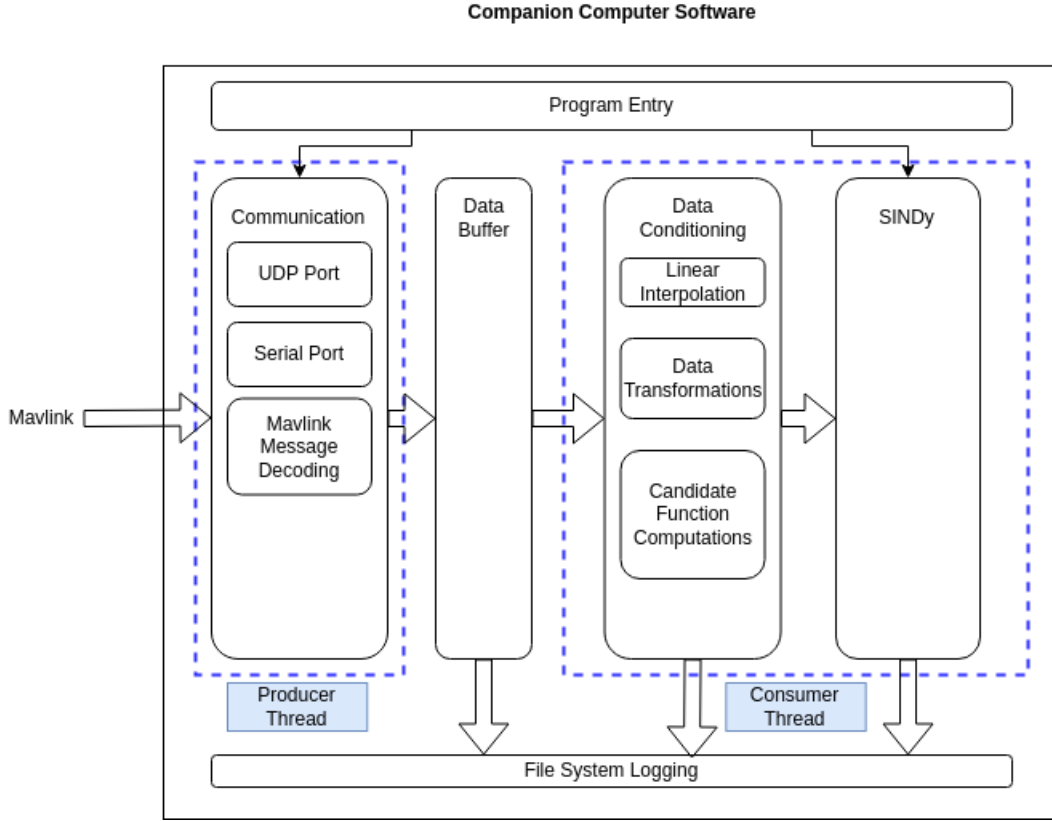 Companion Computer Software
Program Entry
Communication
UDP Port
Serial Port
Mavlink
Message
Decoding
Mavlink
Data
Buffer
Data
Conditioning
Linear
Interpolation
Data
Transformations
Candidate
Function
Computations
SINDy
Producer
Thread
Consumer
Thread
File System Logging